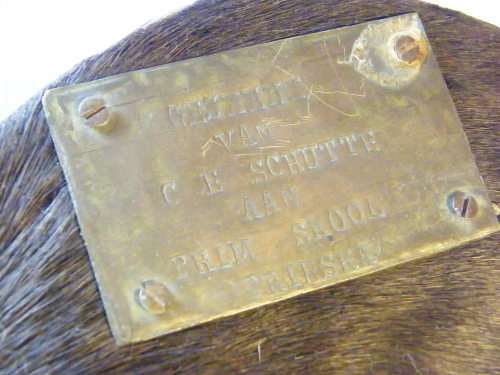 VAN
C E SCHUTTE
AAN
PRIM SKOOL
PRIESKA